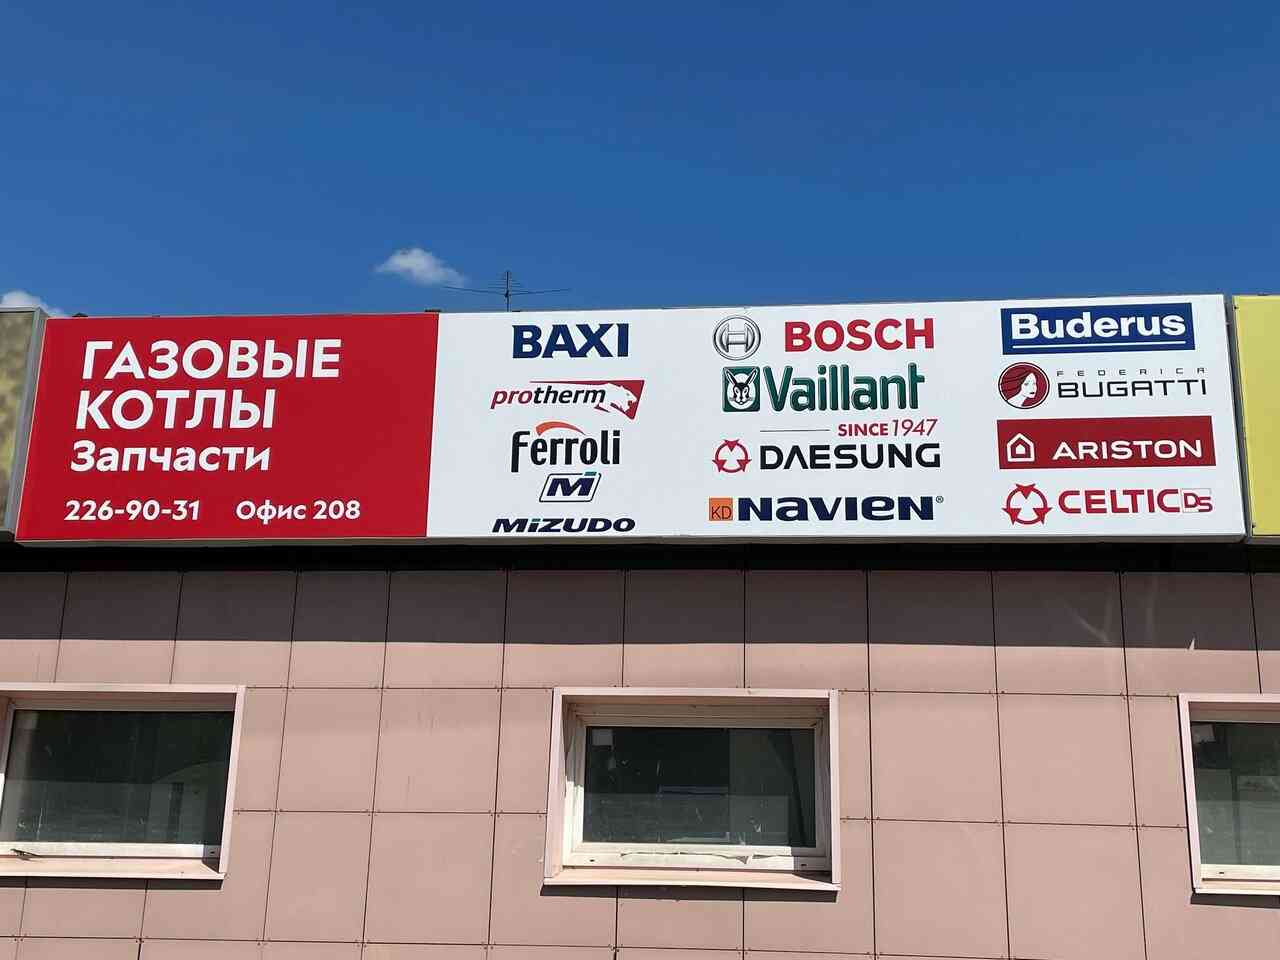 ГАЗОВЫЕ
КОТЛЫ
Запчасти
226-90-31 Офис 208
BAXI
protherm
Ferroli
M
MIZUDO
BOSCH
Vaillant
SINCE 1947
DAESUNG
KD NAVIEN®
Buderus
FEDERICA
BUGATTI
ARISTON
CELTIC DS